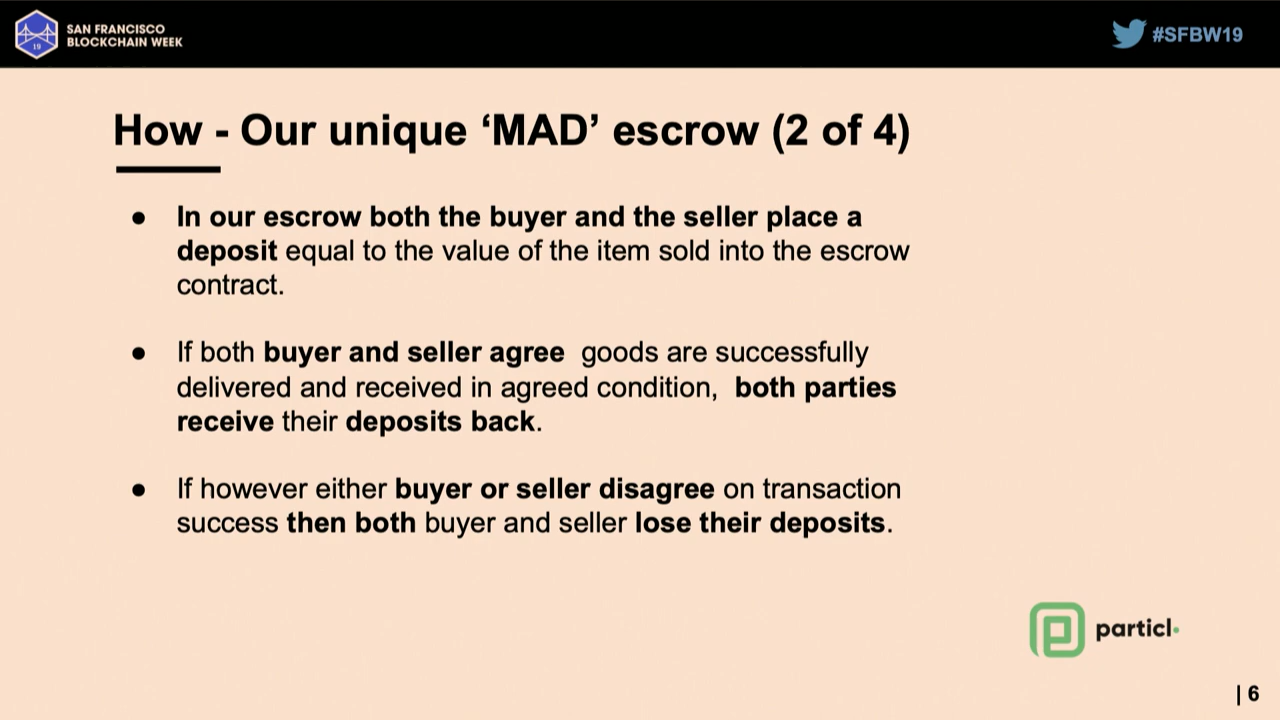 SAN FRANCISCO
BLOCKCHAIN WEEK
19
#SFBW19
How - Our unique ‘MAD’ escrow (2 of 4)
● In our escrow both the buyer and the seller place a
deposit equal to the value of the item sold into the escrow
contract.
● If both buyer and seller agree goods are successfully
delivered and received in agreed condition, both parties
receive their deposits back.
● If however either buyer or seller disagree on transaction
success then both buyer and seller lose their deposits.
particl
| 6